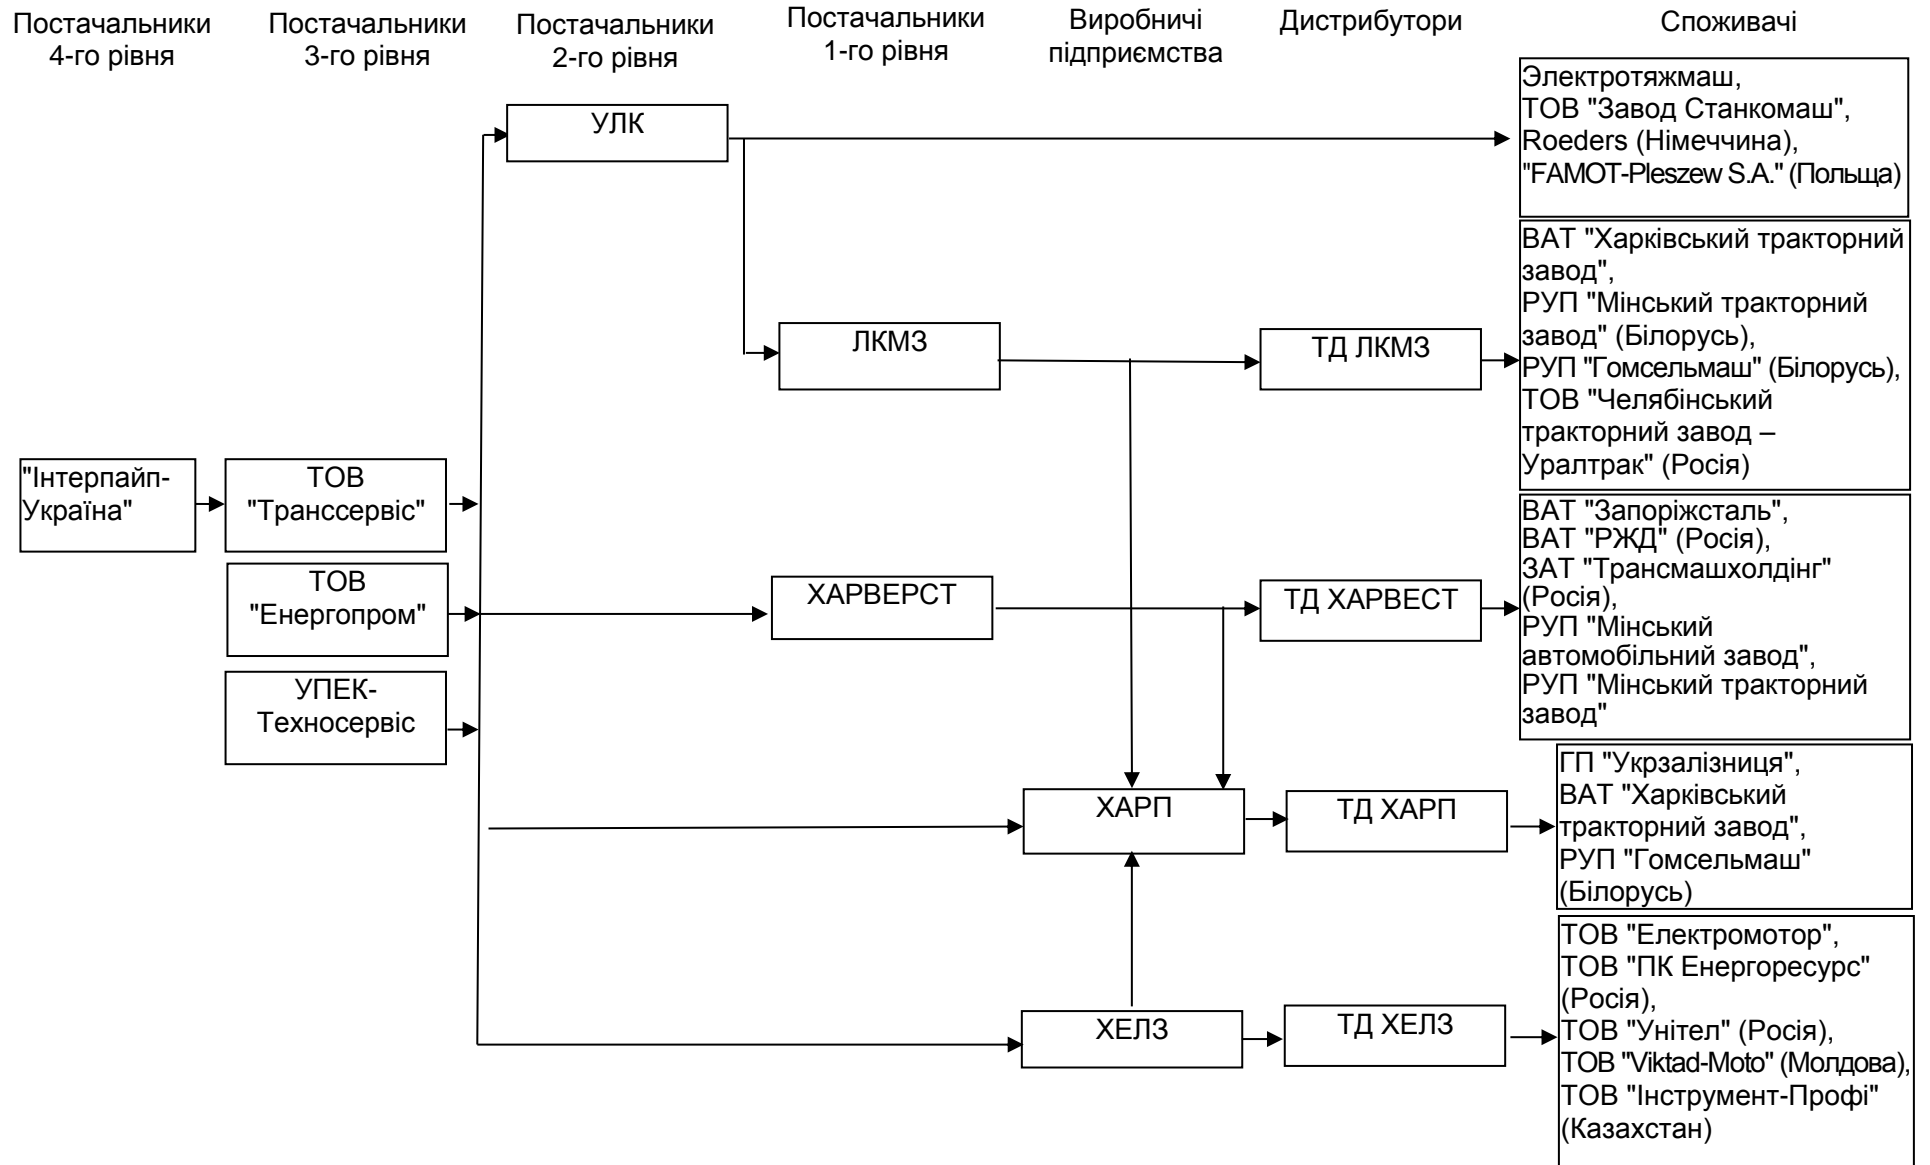 Постачальники
4-го рівня
Постачальники
3-го рівня
Постачальники
2-го рівня
Постачальники
1-го рівня
Виробничі
підприємства
Дистрибутори
Споживачі
УЛК
Электротяжмаш,
ТОВ "Завод Станкомаш",
Roeders (Німеччина),
"FAMOT-Pleszew S.A." (Польща)
ЛКМЗ
ТД ЛКМЗ
ВАТ "Харківський тракторний
завод",
РУП "Мінський тракторний
завод" (Білорусь),
РУП "Гомсельмаш" (Білорусь),
ТОВ "Челябінський
тракторний завод –
Уралтрак" (Росія)
"Інтерпайп-
Україна"
ТОВ
"Транссервіс"
ТОВ
"Енергопром"
УПЕК-
Техносервіс
ХАРВЕРСТ
ТД ХАРВЕСТ
ВАТ "Запоріжсталь",
ВАТ "РЖД" (Росія),
ЗАТ "Трансмашхолдінг"
(Росія),
РУП "Мінський
автомобільний завод",
РУП "Мінський тракторний
завод"
ХАРП
ТД ХАРП
ГП "Укрзалізниця",
ВАТ "Харківський
тракторний завод",
РУП "Гомсельмаш"
(Білорусь)
ХЕЛЗ
ТД ХЕЛЗ
ТОВ "Електромотор",
ТОВ "ПК Енергоресурс"
(Росія),
ТОВ "Унітел" (Росія),
ТОВ "Viktad-Moto" (Молдова),
ТОВ "Інструмент-Профі"
(Казахстан)